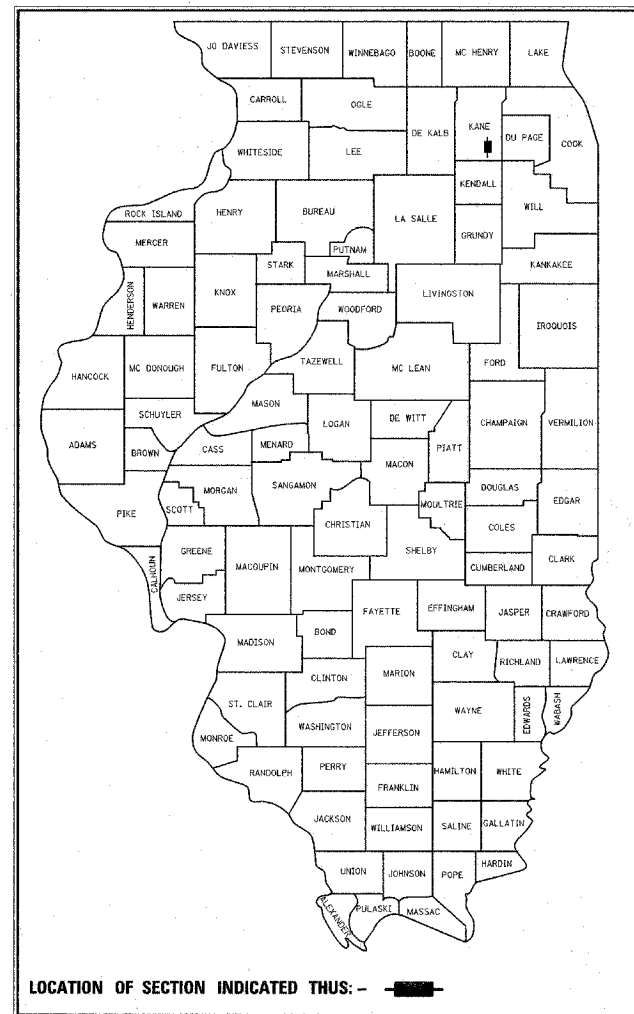 JO DAVIESS
STEVENSON
WINNEBAGO
BOONE
MC HENRY
LAKE
CARROLL
OGLE
DE KALB
KANE
DU PAGE
COOK
WHITESIDE
LEE
KENDALL
WILL
ROCK ISLAND
HENRY
BUREAU
LA SALLE
GRUNDY
MERCER
PUTNAM
STARK
MARSHALL
KANKAKEE
HENDERSON
WARREN
KNOX
PEORIA
WOODFORD
LIVINGSTON
IROQUOIS
HANCOCK
MC DONOUGH
FULTON
TAZEWELL
MC LEAN
FORD
MASON
SCHUYLER
LOGAN
DE WITT
CHAMPAIGN
VERMILION
ADAMS
BROWN
CASS
MENARD
MACON
PIATT
PIKE
SCOTT
MORGAN
SANGAMON
CHRISTIAN
MOULTRIE
DOUGLAS
EDGAR
COLES
GREENE
MACOUPIN
MONTGOMERY
SHELBY
CUMBERLAND
CLARK
CALHOUN
JERSEY
FAYETTE
EFFINGHAM
JASPER
CRAWFORD
MADISON
BOND
CLAY
RICHLAND
LAWRENCE
CLINTON
MARION
ST. CLAIR
WAYNE
EDWARDS
WABASH
WASHINGTON
JEFFERSON
MONROE
RANDOLPH
PERRY
HAMILTON
WHITE
FRANKLIN
JACKSON
WILLIAMSON
SALINE
GALLATIN
UNION
JOHNSON
POPE
HARDIN
ALEXANDER
PULASKI
MASSAC
LOCATION OF SECTION INDICATED THUS: -